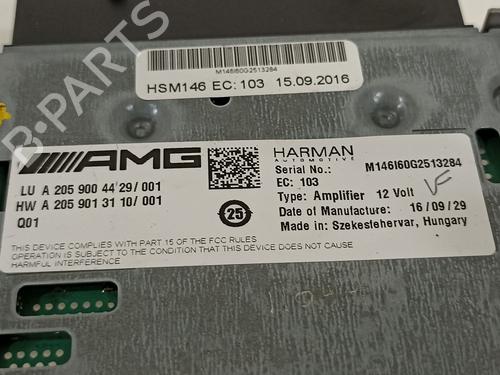 M146I60G2513284
HSM146 EC: 103 15.09.2016
AMG
LU A 205 900 44 29/ 001
HW A 205 901 31 10/ 001
Q01
25
HARMAN
AUTOMOTIVE
Serial No.: M146I60G2513284
EC: 103
Type: Amplifier 12 Volt
Date of Manufacture: 16/09/29
Made in: Szekesfehervar, Hungary
VF
THIS DEVICE COMPLIES WITH PART 15 OF THE FCC RULES
OPERATION IS SUBJECT TO THE CONDITION THAT THIS DEVICE DOES NOT CAUSE
HARMFUL INTERFERENCE
B-PARTS